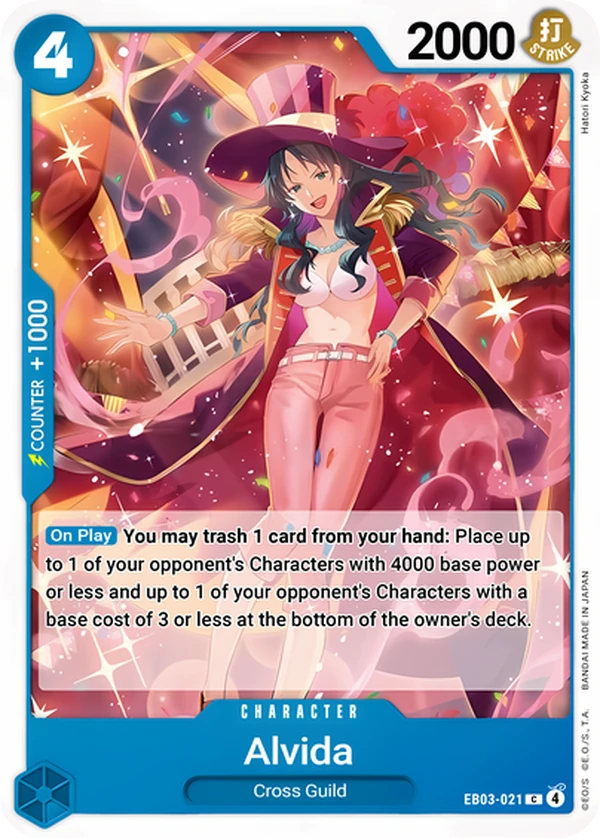 4
2000
打
STRIKE
Hatori Kyoka
COUNTER +1000
On Play You may trash 1 card from your hand: Place up
to 1 of your opponent's Characters with 4000 base power
or less and up to 1 of your opponent's Characters with a
base cost of 3 or less at the bottom of the owner's deck.
©EO/S ©E.O./S., T.A. BANDAI MADE IN JAPAN
CHARACTER
Alvida
Cross Guild
EB03-021 C 4